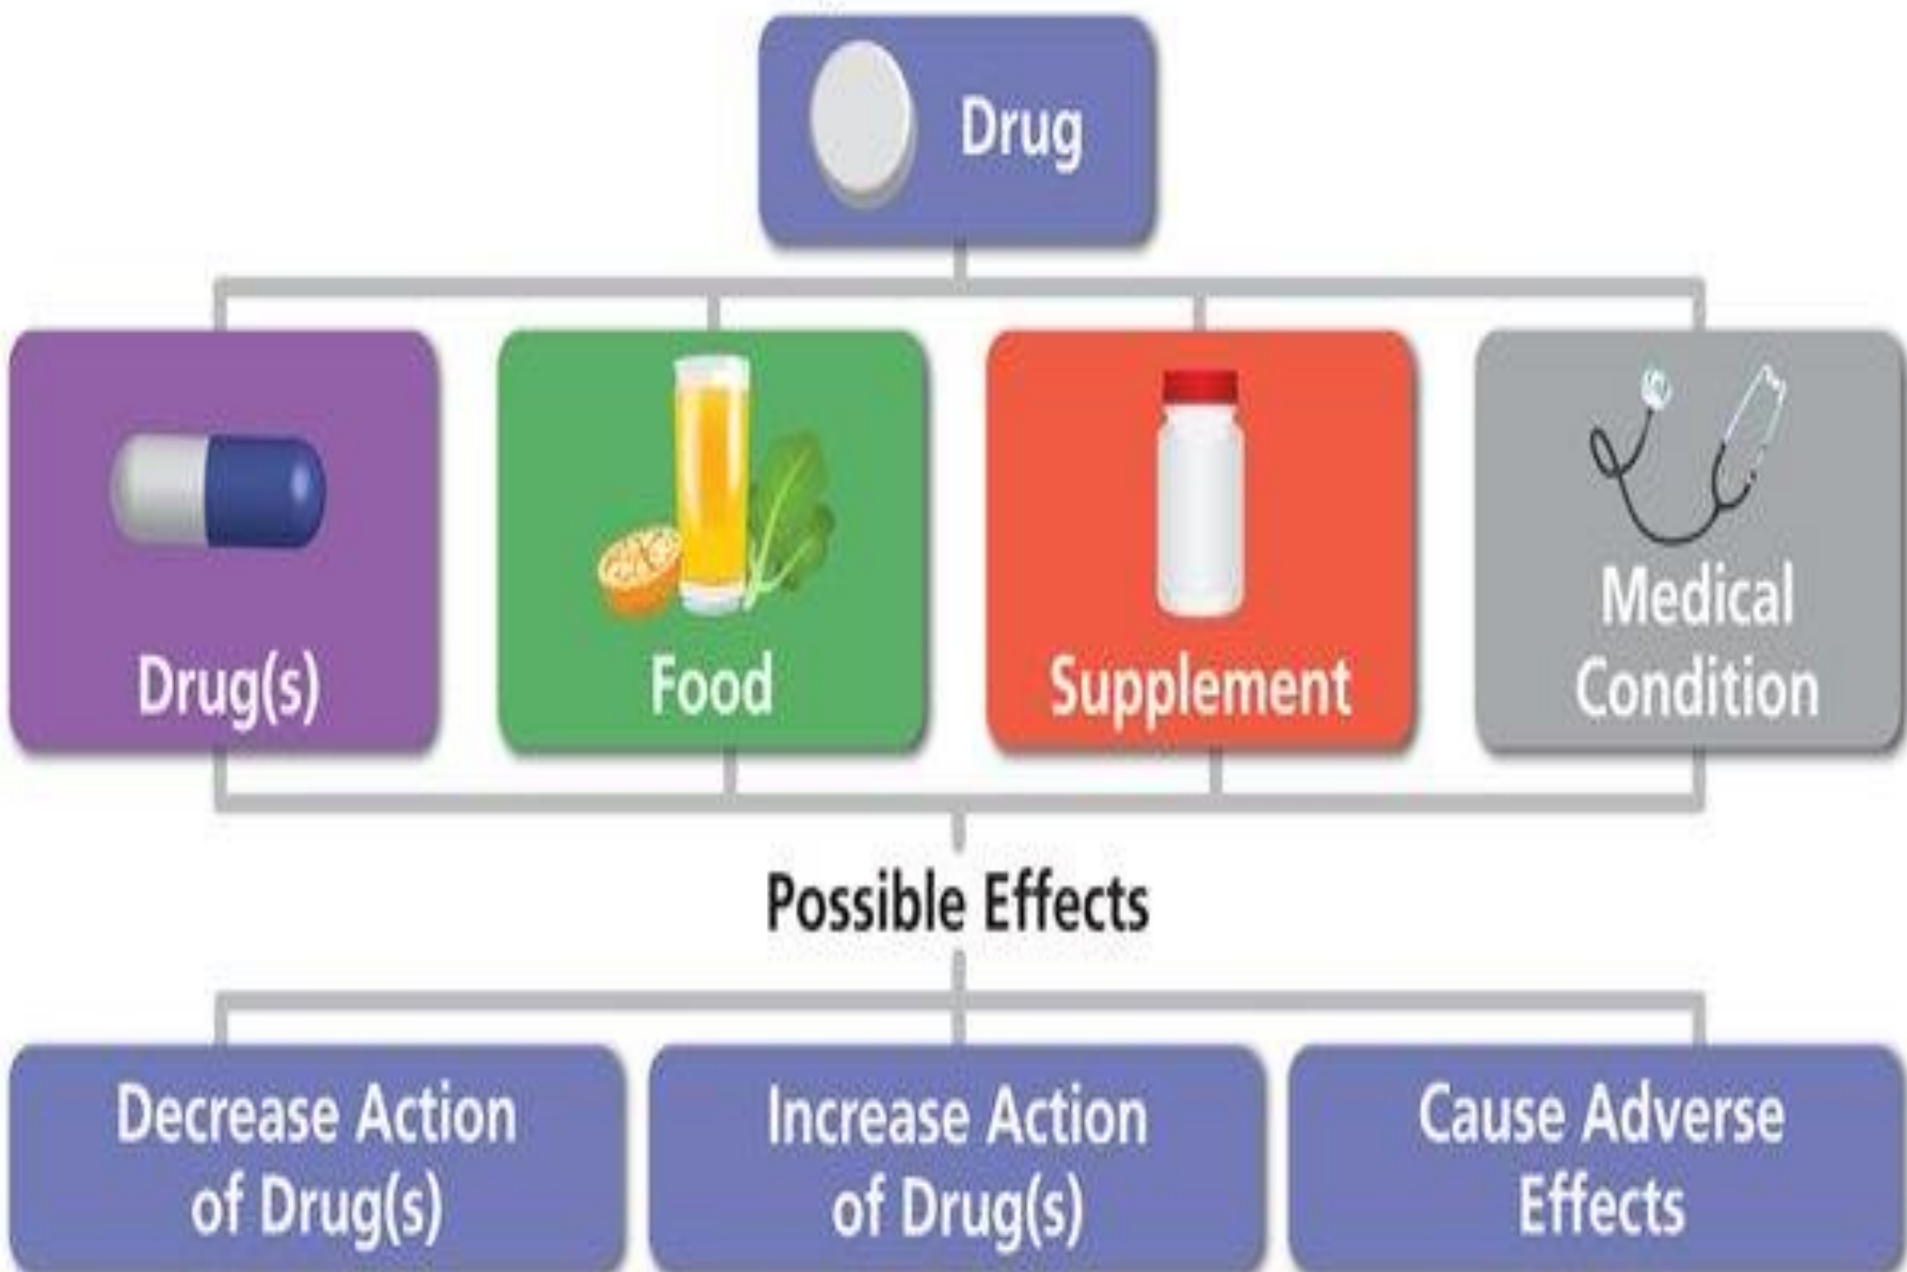 Drug
Drug(s)
Food
Supplement
Medical
Condition
Possible Effects
Decrease Action
of Drug(s)
Increase Action
of Drug(s)
Cause Adverse
Effects